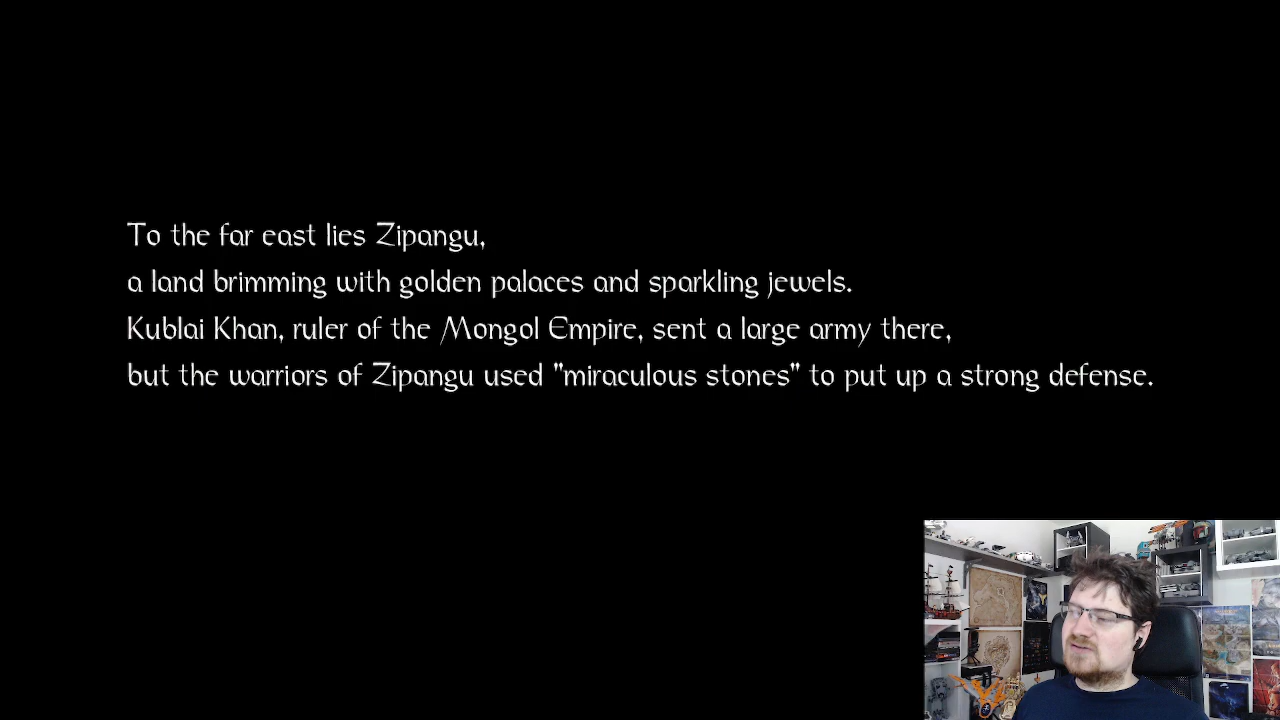 To the far east lies Zipangu,
a land brimming with golden palaces and sparkling jewels.
Kublai Khan, ruler of the Mongol Empire, sent a large army there,
but the warriors of Zipangu used "miraculous stones" to put up a strong defense.